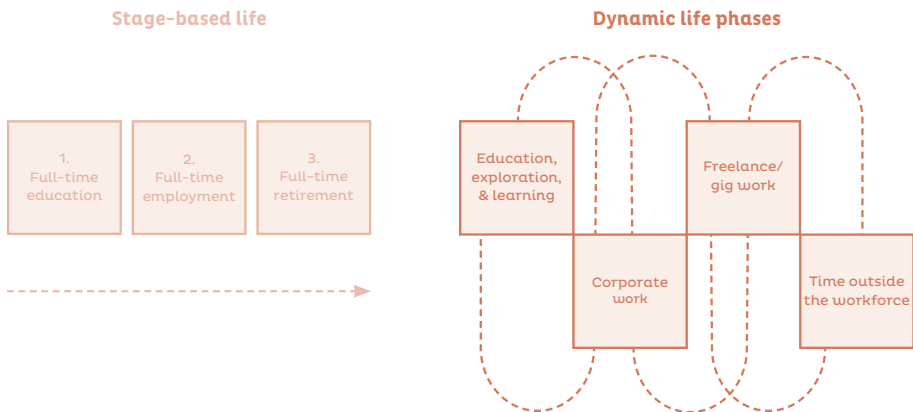 Stage-based life
1.
Full-time
education
2.
Full-time
employment
3.
Full-time
retirement
Dynamic life phases
Education,
exploration,
& learning
Corporate
work
Freelance/
gig work
Time outside
the workforce